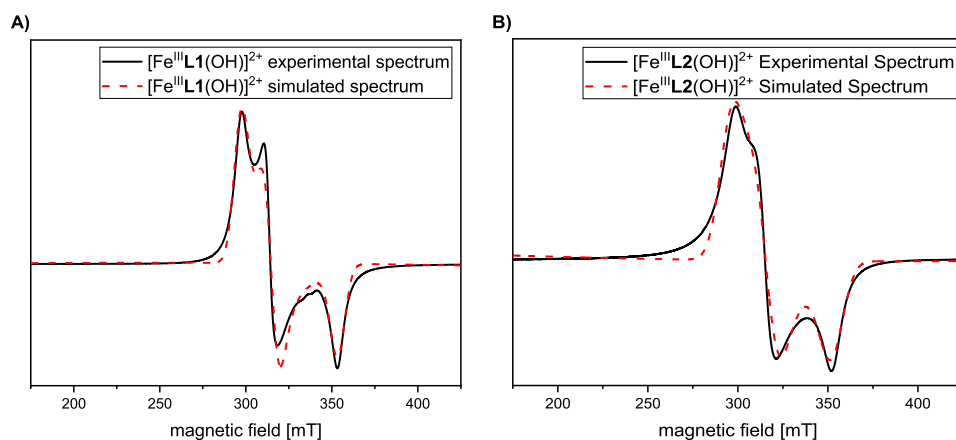 A)
[FeᴵᴵᴵL1(OH)]²⁺ experimental spectrum
[FeᴵᴵᴵL1(OH)]²⁺ simulated spectrum
200 250 300 350 400
magnetic field [mT]
B)
[FeᴵᴵᴵL2(OH)]²⁺ Experimental Spectrum
[FeᴵᴵᴵL2(OH)]²⁺ Simulated Spectrum
200 250 300 350 400
magnetic field [mT]